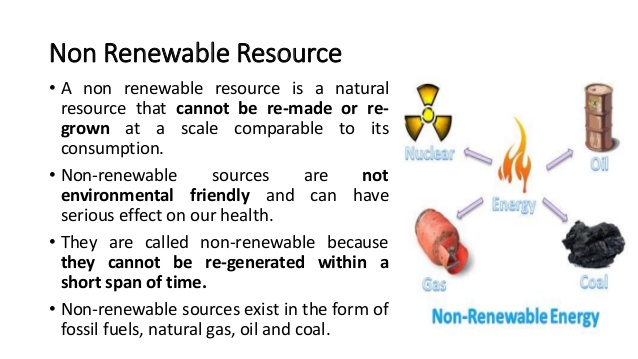 Non Renewable Resource
• A non renewable resource is a natural
resource that cannot be re-made or re-
grown at a scale comparable to its
consumption.
• Non-renewable sources are not
environmental friendly and can have
serious effect on our health.
• They are called non-renewable because
they cannot be re-generated within a
short span of time.
• Non-renewable sources exist in the form of
fossil fuels, natural gas, oil and coal.
Nuclear
Oil
Energy
Gas
Coal
Non-Renewable Energy